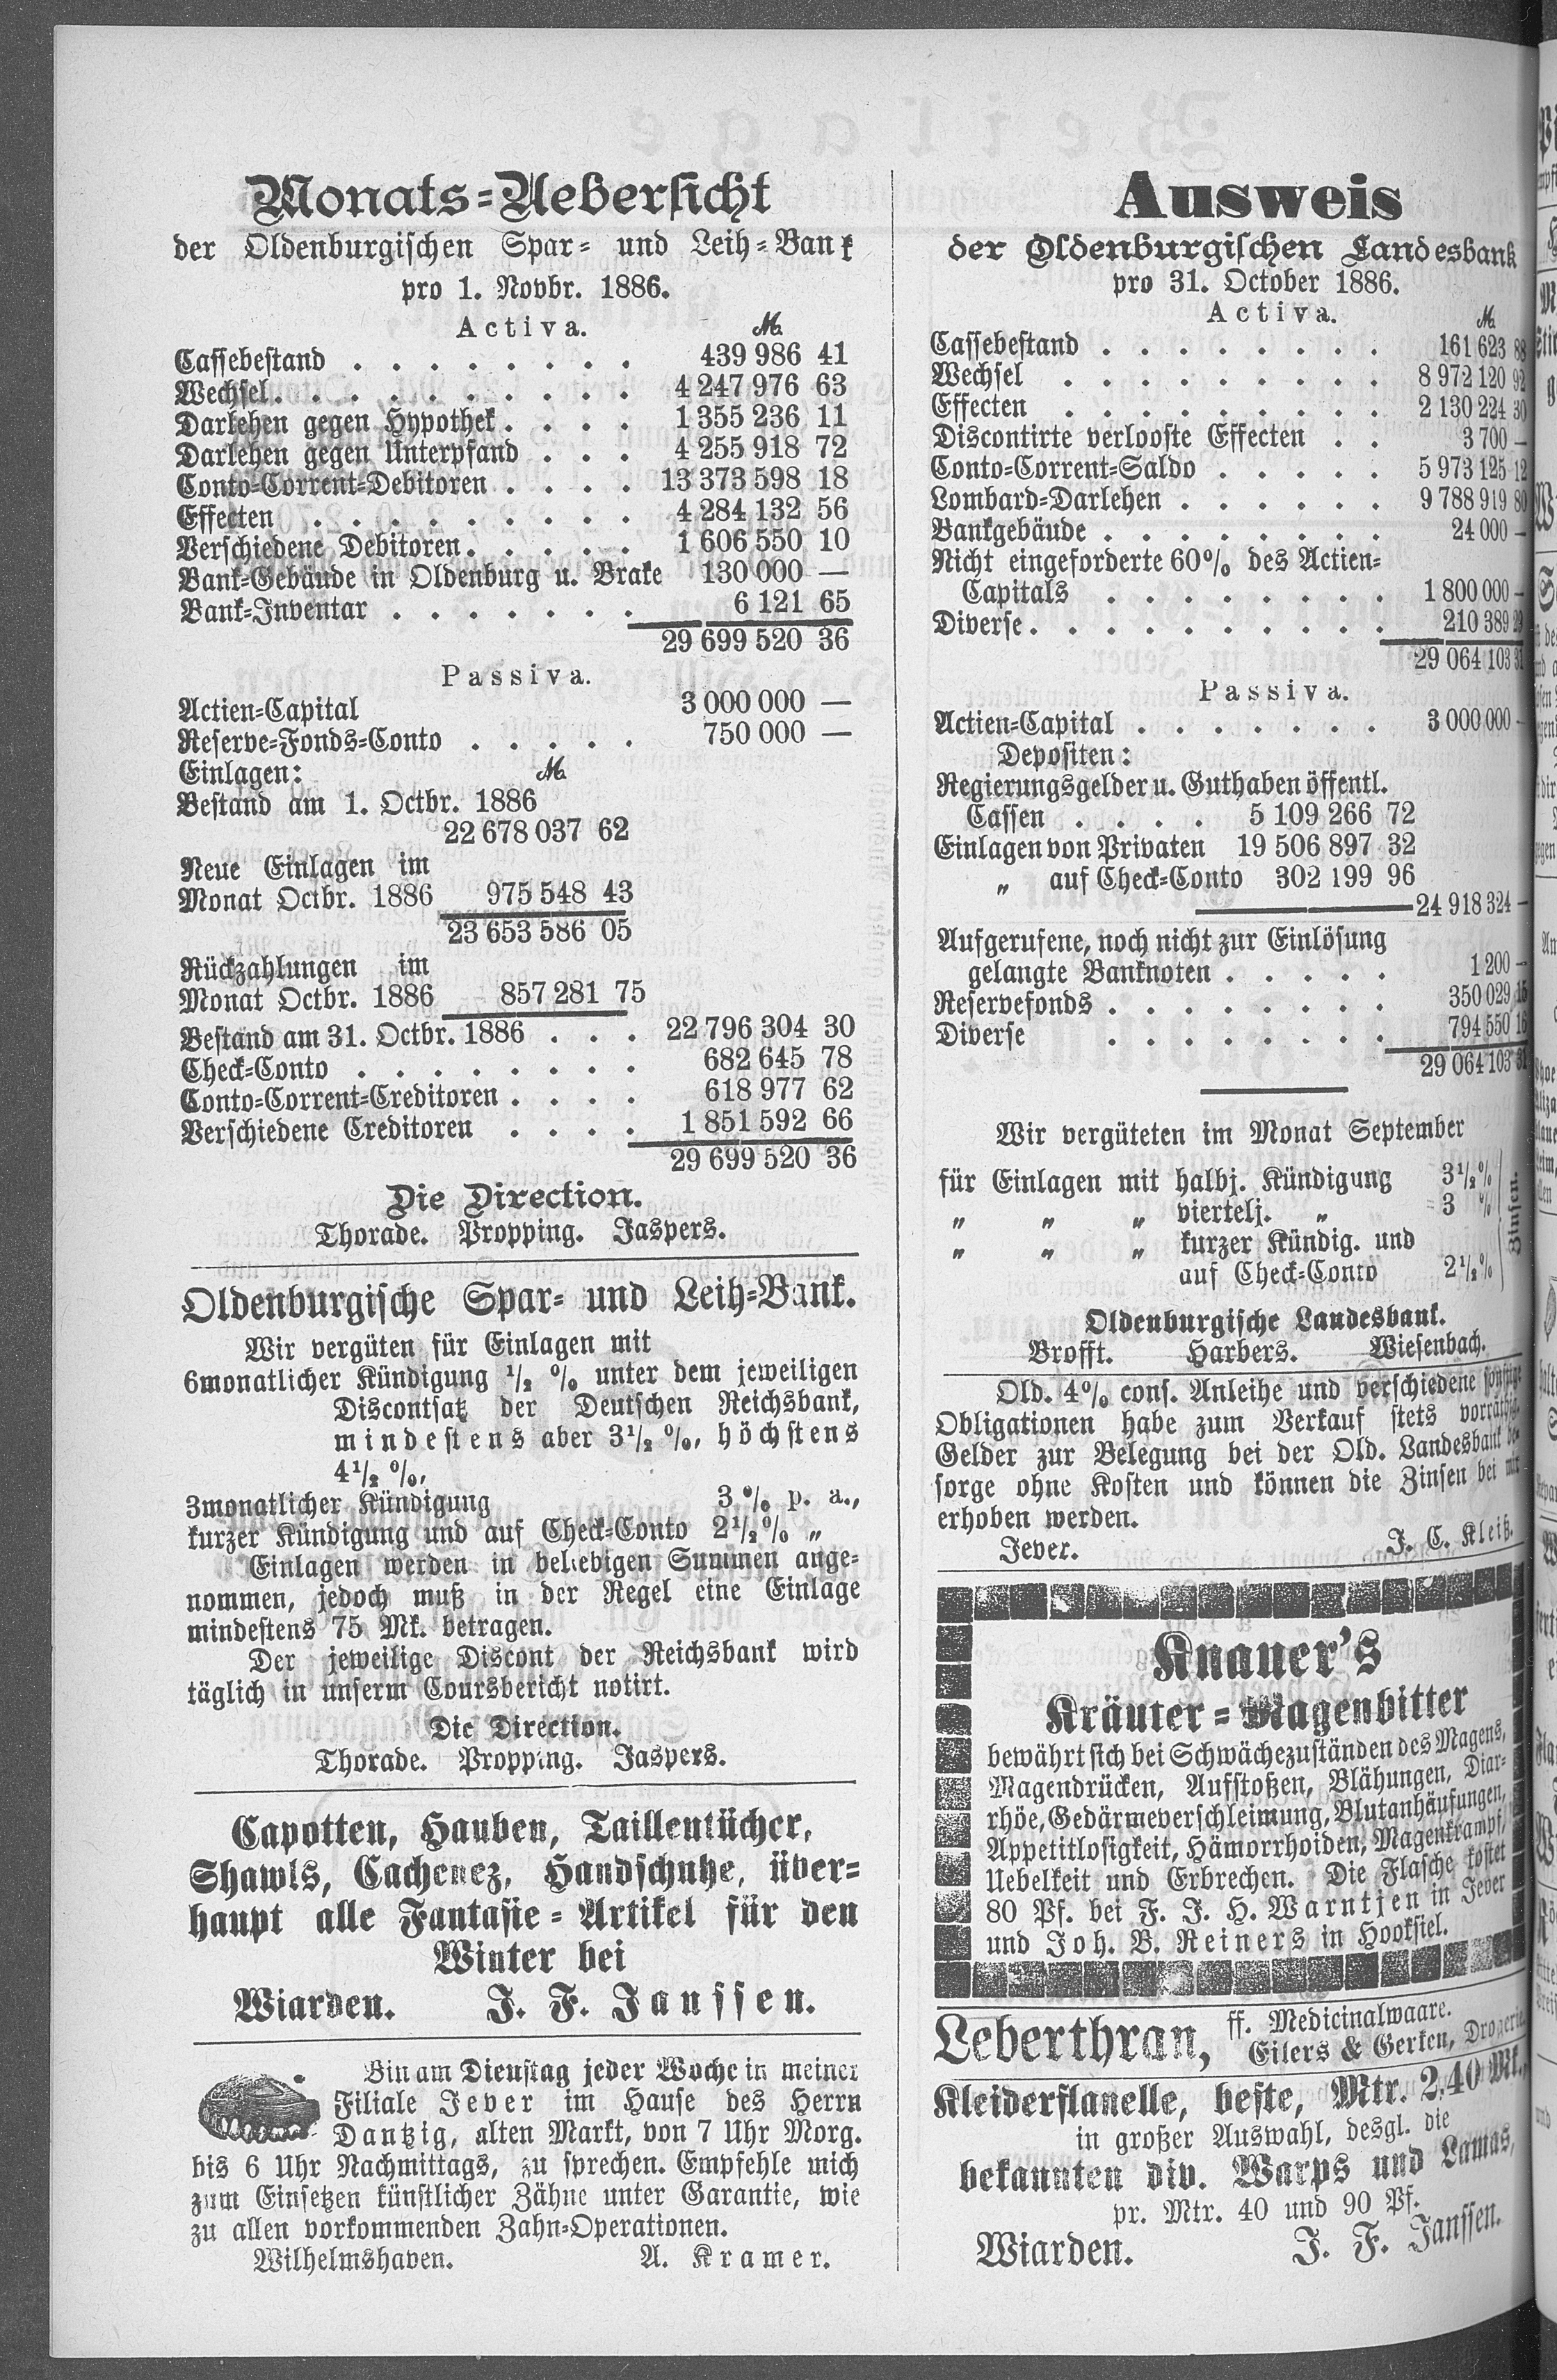 Monats-Uebersicht
der Oldenburgischen Spar- und Leih-Bank
pro 1. Novbr. 1886.
Activa. M.
Cassebestand . . . . . . . . 439 986 41
Wechsel. . . . . . . . . . 4 247 976 63
Darlehen gegen Hypothek . . . . 1 355 236 11
Darlehen gegen Unterpfand . . . 4 255 918 72
Conto-Corrent-Debitoren . . . . 13 373 598 18
Effecten . . . . . . . . . 4 284 132 56
Verschiedene Debitoren. . . . . . 1 606 550 10
Bank-Gebäude in Oldenburg u. Brake 130 000 —
Bank-Inventar . . . . . . . 6 121 65
29 699 520 36
Passiva.
Actien-Capital 3 000 000 —
Reserve-Fonds-Conto . . . . . 750 000 —
Einlagen: M.
Bestand am 1. Octbr. 1886
22 678 037 62
Neue Einlagen im
Monat Octbr. 1886 975 548 43
23 653 586 05
Rückzahlungen im
Monat Octbr. 1886 857 281 75
Bestand am 31. Octbr. 1886 . . . 22 796 304 30
Check-Conto . . . . . . . . 682 645 78
Conto-Corrent-Creditoren . . . . 618 977 62
Verschiedene Creditoren . . . . 1 851 592 66
29 699 520 36
Die Direction.
Thorade. Propping. Jaspers.
Oldenburgische Spar- und Leih-Bank.
Wir vergüten für Einlagen mit
6monatlicher Kündigung 1/2 % unter dem jeweiligen
Discontsatz der Deutschen Reichsbank,
mindestens aber 3 1/2 %, höchstens
4 1/2 %,
3monatlicher Kündigung 3 % p. a.,
kurzer Kündigung und auf Check-Conto 2 1/2 % „
Einlagen werden in beliebigen Summen ange-
nommen, jedoch muß in der Regel eine Einlage
mindestens 75 Mk. betragen.
Der jeweilige Discont der Reichsbank wird
täglich in unserm Coursbericht notirt.
Die Direction.
Thorade. Propping. Jaspers.
Capotten, Hauben, Taillentücher,
Shawls, Cachenez, Handschuhe, über-
haupt alle Fantasie-Artikel für den
Winter bei
Wiarden. J. F. Janssen.
Bin am Dienstag jeder Woche in meiner
Filiale Jever im Hause des Herrn
Dantzig, alten Markt, von 7 Uhr Morg.
bis 6 Uhr Nachmittags, zu sprechen. Empfehle mich
zum Einsetzen künstlicher Zähne unter Garantie, wie
zu allen vorkommenden Zahn-Operationen.
Wilhelmshaven. A. Kramer.
Ausweis
der Oldenburgischen Landesbank
pro 31. October 1886.
Activa. M.
Cassebestand . . . . . . . . 161 623 88
Wechsel . . . . . . . . . 8 972 120 92
Effecten . . . . . . . . . 2 130 224 30
Discontirte verlooste Effecten . . 3 700 —
Conto-Corrent-Saldo . . . . . 5 973 125 12
Lombard-Darlehen . . . . . . 9 788 919 80
Bankgebäude . . . . . . . . 24 000 —
Nicht eingeforderte 60% des Actien-
Capitals . . . . . . . . 1 800 000 —
Diverse. . . . . . . . . . 210 389 29
29 064 103 31
Passiva.
Actien-Capital . . . . . . . 3 000 000 —
Depositen:
Regierungsgelder u. Guthaben öffentl.
Cassen . . . . 5 109 266 72
Einlagen von Privaten 19 506 897 32
„ auf Check-Conto 302 199 96
24 918 324 —
Aufgerufene, noch nicht zur Einlösung
gelangte Banknoten . . . . . 1 200 —
Reservefonds . . . . . . . . 350 029 15
Diverse . . . . . . . . 794 550 16
29 064 103 31
Wir vergüteten im Monat September
für Einlagen mit halbj. Kündigung 3 1/2 %
„ „ „ viertelj. „ 3 %
„ „ „ kurzer Kündig. und
auf Check-Conto 2 1/2 %
Zinsen.
Oldenburgische Landesbank.
Brofft. Harbers. Wiesenbach.
Old. 4% cons. Anleihe und verschiedene sonstige
Obligationen habe zum Verkauf stets vorräthig.
Gelder zur Belegung bei der Old. Landesbank be-
sorge ohne Kosten und können die Zinsen bei mir
erhoben werden.
Jever. J. C. Kleiß.
Knauer's
Kräuter-Magenbitter
bewährt sich bei Schwächezuständen des Magens,
Magendrücken, Aufstoßen, Blähungen, Diar-
rhöe, Gedärmeverschleimung, Blutanhäufungen,
Appetitlosigkeit, Hämorrhoiden, Magenkrampf,
Uebelkeit und Erbrechen. Die Flasche kostet
80 Pf. bei F. J. H. Warntjen in Jever
und Joh. B. Reiners in Hooksiel.
Leberthran, ff. Medicinalwaare.
Eilers & Gerken, Drogerie.
Kleiderflanelle, beste, Mtr. 2,40 Mk.,
in großer Auswahl, desgl. die
bekannten div. Warps und Lamas,
pr. Mtr. 40 und 90 Pf.
Wiarden. J. F. Janssen.